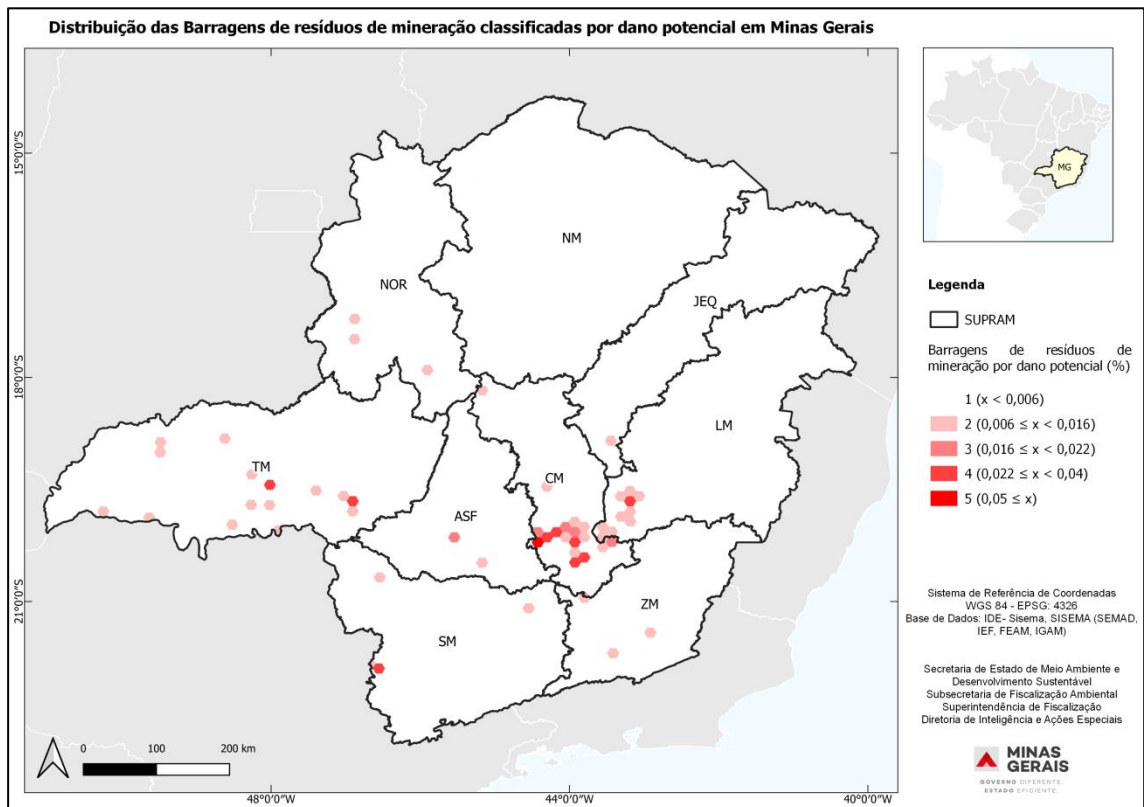 Distribuição das Barragens de resíduos de mineração classificadas por dano potencial em Minas Gerais
15°0'0"S
18°0'0"S
21°0'0"S
NM
NOR
JEQ
LM
TM
CM
ASF
ZM
SM
0 100 200 km
48°0'0"W 44°0'0"W 40°0'0"W
MG
Legenda
SUPRAM
Barragens de resíduos de
mineração por dano potencial (%)
1 (x < 0,006)
2 (0,006 ≤ x < 0,016)
3 (0,016 ≤ x < 0,022)
4 (0,022 ≤ x < 0,04)
5 (0,05 ≤ x)
Sistema de Referência de Coordenadas
WGS 84 - EPSG: 4326
Base de Dados: IDE- Sisema, SISEMA (SEMAD,
IEF, FEAM, IGAM)
Secretaria de Estado de Meio Ambiente e
Desenvolvimento Sustentável
Subsecretaria de Fiscalização Ambiental
Superintendência de Fiscalização
Diretoria de Inteligência e Ações Especiais
MINAS
GERAIS
GOVERNO DIFERENTE.
ESTADO EFICIENTE.